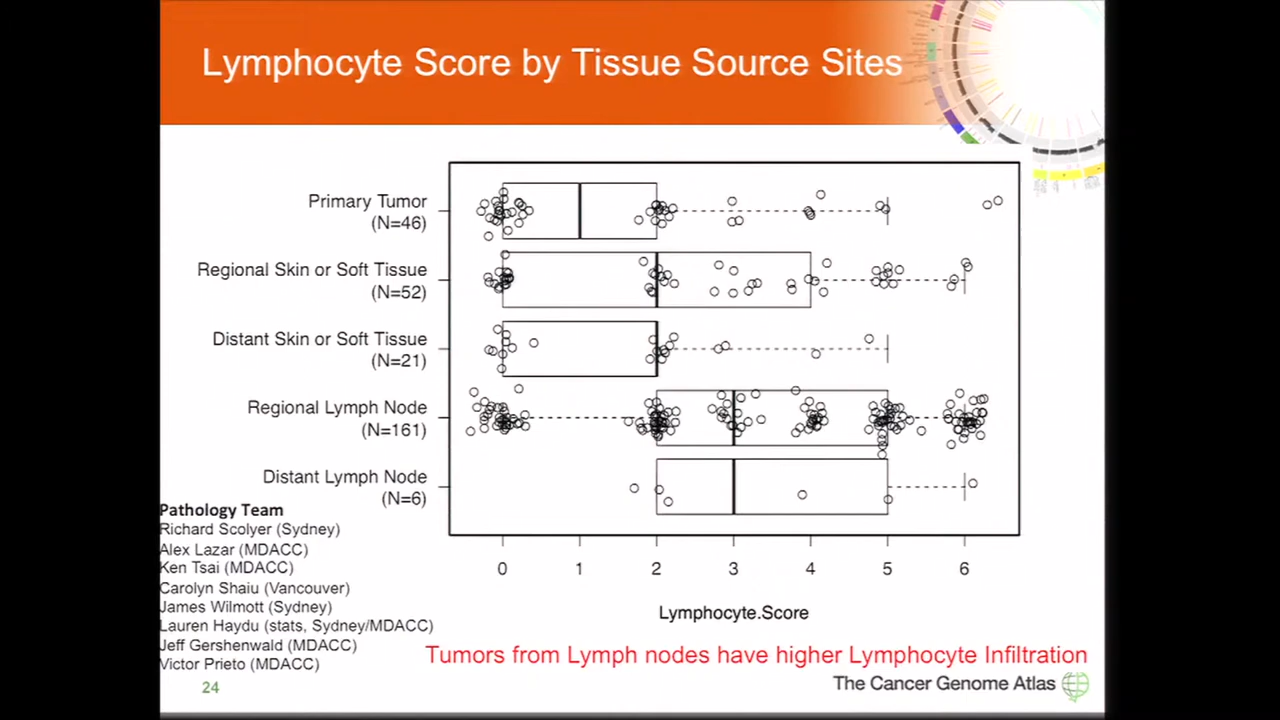 Lymphocyte Score by Tissue Source Sites
Primary Tumor
(N=46)
Regional Skin or Soft Tissue
(N=52)
Distant Skin or Soft Tissue
(N=21)
Regional Lymph Node
(N=161)
Distant Lymph Node
(N=6)
0 1 2 3 4 5 6
Lymphocyte.Score
Pathology Team
Richard Scolyer (Sydney)
Alex Lazar (MDACC)
Ken Tsai (MDACC)
Carolyn Shaiu (Vancouver)
James Wilmott (Sydney)
Lauren Haydu (stats, Sydney/MDACC)
Jeff Gershenwald (MDACC)
Victor Prieto (MDACC)
Tumors from Lymph nodes have higher Lymphocyte Infiltration
24
The Cancer Genome Atlas